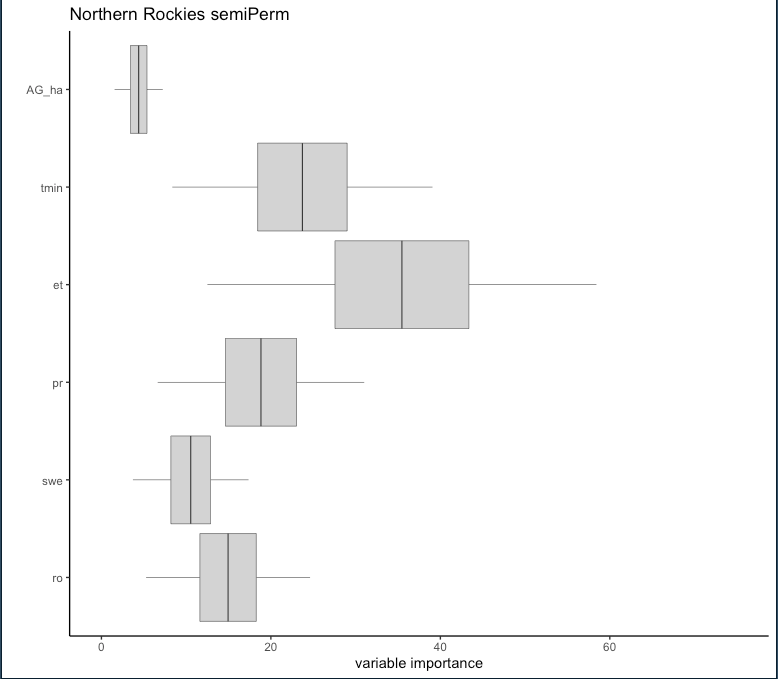 Northern Rockies semiPerm
AG_ha
tmin
et
pr
swe
ro
0 20 40 60
variable importance